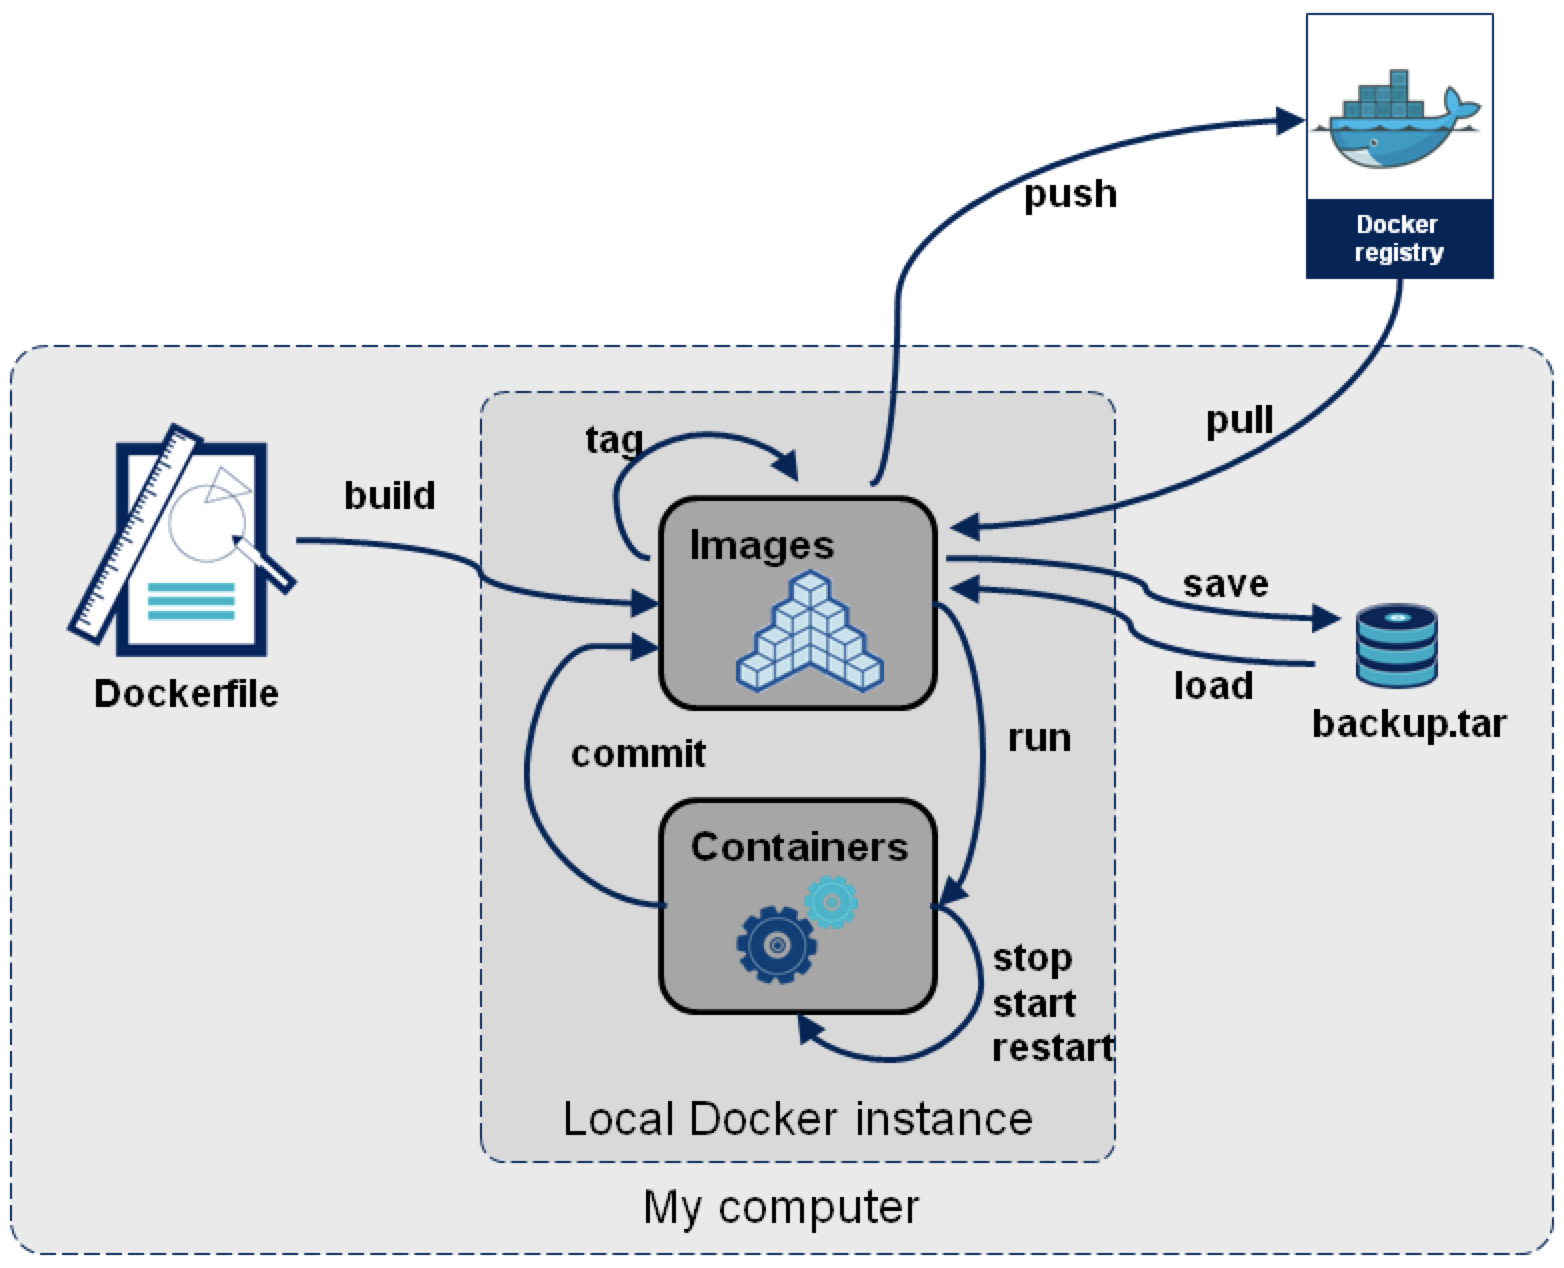 Docker
registry
push
pull
tag
build
Images
save
load
Dockerfile
backup.tar
commit
run
Containers
stop
start
restart
Local Docker instance
My computer